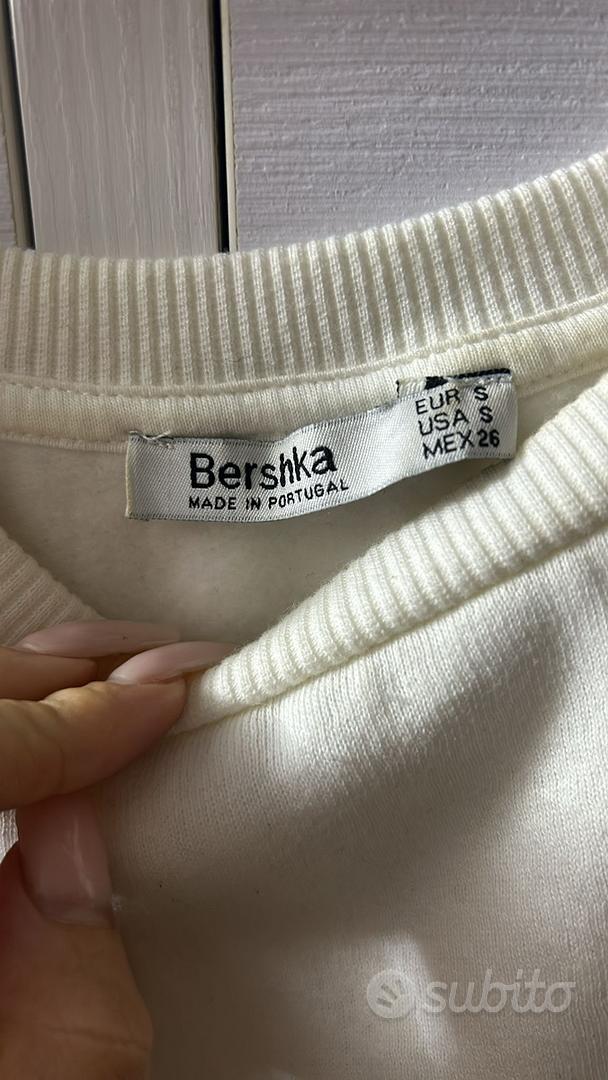 Bershka
MADE IN PORTUGAL
EUR S
USA S
MEX 26
subito